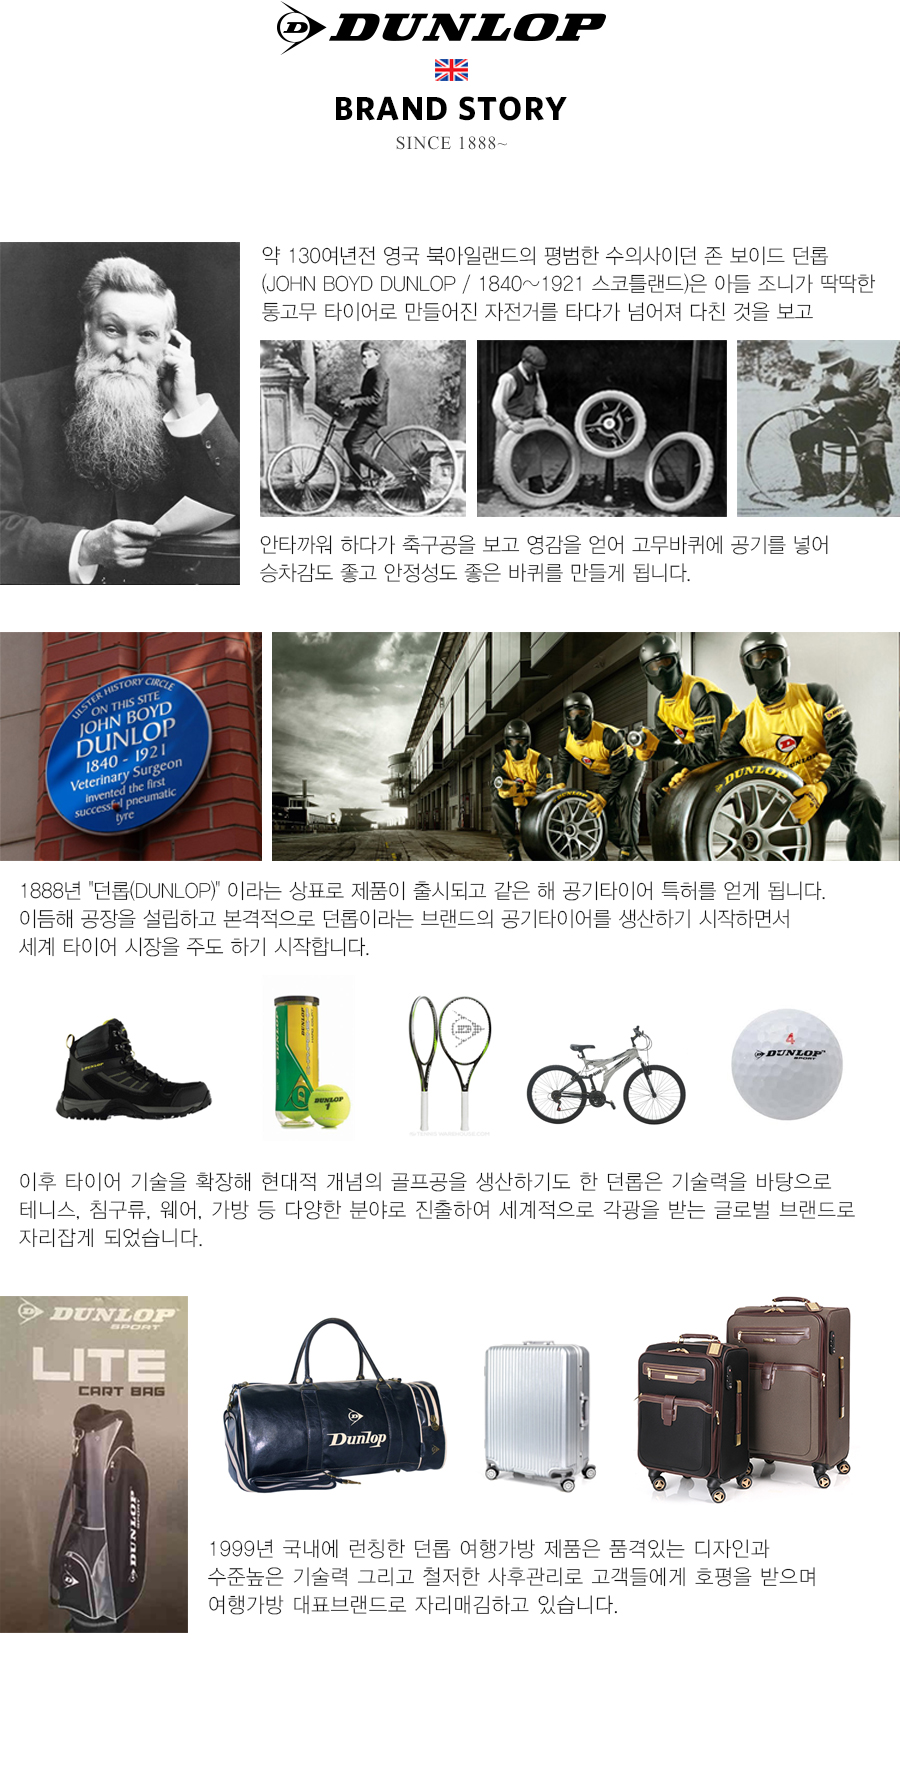 DUNLOP
BRAND STORY
SINCE 1888~
약 130여년전 영국 북아일랜드의 평범한 수의사이던 존 보이드 던롭
(JOHN BOYD DUNLOP / 1840~1921 스코틀랜드)은 아들 조니가 딱딱한
통고무 타이어로 만들어진 자전거를 타다가 넘어져 다친 것을 보고
안타까워 하다가 축구공을 보고 영감을 얻어 고무바퀴에 공기를 넣어
승차감도 좋고 안정성도 좋은 바퀴를 만들게 됩니다.
ULSTER HISTORY CIRCLE
ON THIS SITE
JOHN BOYD
DUNLOP
1840 - 1921
Veterinary Surgeon
invented the first
successful pneumatic
tyre
DUNLOP
1888년 "던롭(DUNLOP)" 이라는 상표로 제품이 출시되고 같은 해 공기타이어 특허를 얻게 됩니다.
이듬해 공장을 설립하고 본격적으로 던롭이라는 브랜드의 공기타이어를 생산하기 시작하면서
세계 타이어 시장을 주도 하기 시작합니다.
DUNLOP
DUNLOP
DUNLOP
1
4
DUNLOP
SPORT
이후 타이어 기술을 확장해 현대적 개념의 골프공을 생산하기도 한 던롭은 기술력을 바탕으로
테니스, 침구류, 웨어, 가방 등 다양한 분야로 진출하여 세계적으로 각광을 받는 글로벌 브랜드로
자리잡게 되었습니다.
DUNLOP
SPORT
LITE
CART BAG
DUNLOP
SPORT
Dunlop
1999년 국내에 런칭한 던롭 여행가방 제품은 품격있는 디자인과
수준높은 기술력 그리고 철저한 사후관리로 고객들에게 호평을 받으며
여행가방 대표브랜드로 자리매김하고 있습니다.